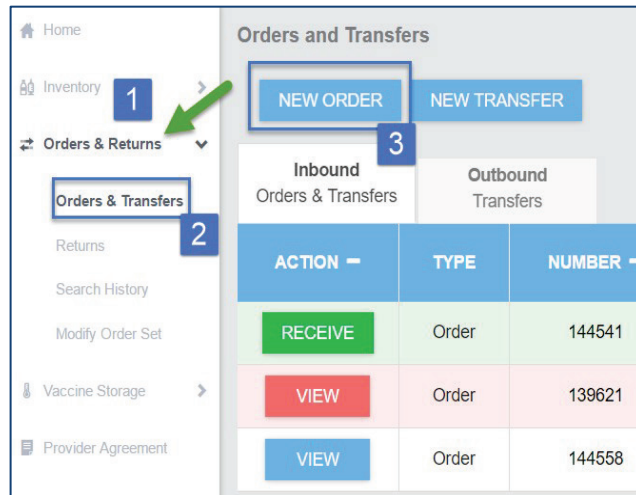 Home
Inventory
1
Orders & Returns
Orders & Transfers
2
Returns
Search History
Modify Order Set
Vaccine Storage
Provider Agreement
Orders and Transfers
NEW ORDER
NEW TRANSFER
3
Inbound
Orders & Transfers
Outbound
Transfers
ACTION TYPE NUMBER
RECEIVE Order 144541
VIEW Order 139621
VIEW Order 144558